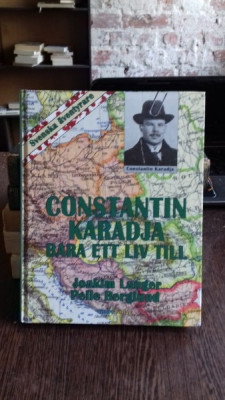 Svenska äventyrare
Constantin Karadja
CONSTANTIN
KARADJA
BARA ETT LIV TILL
Joakim Langer
Pelle Berglund